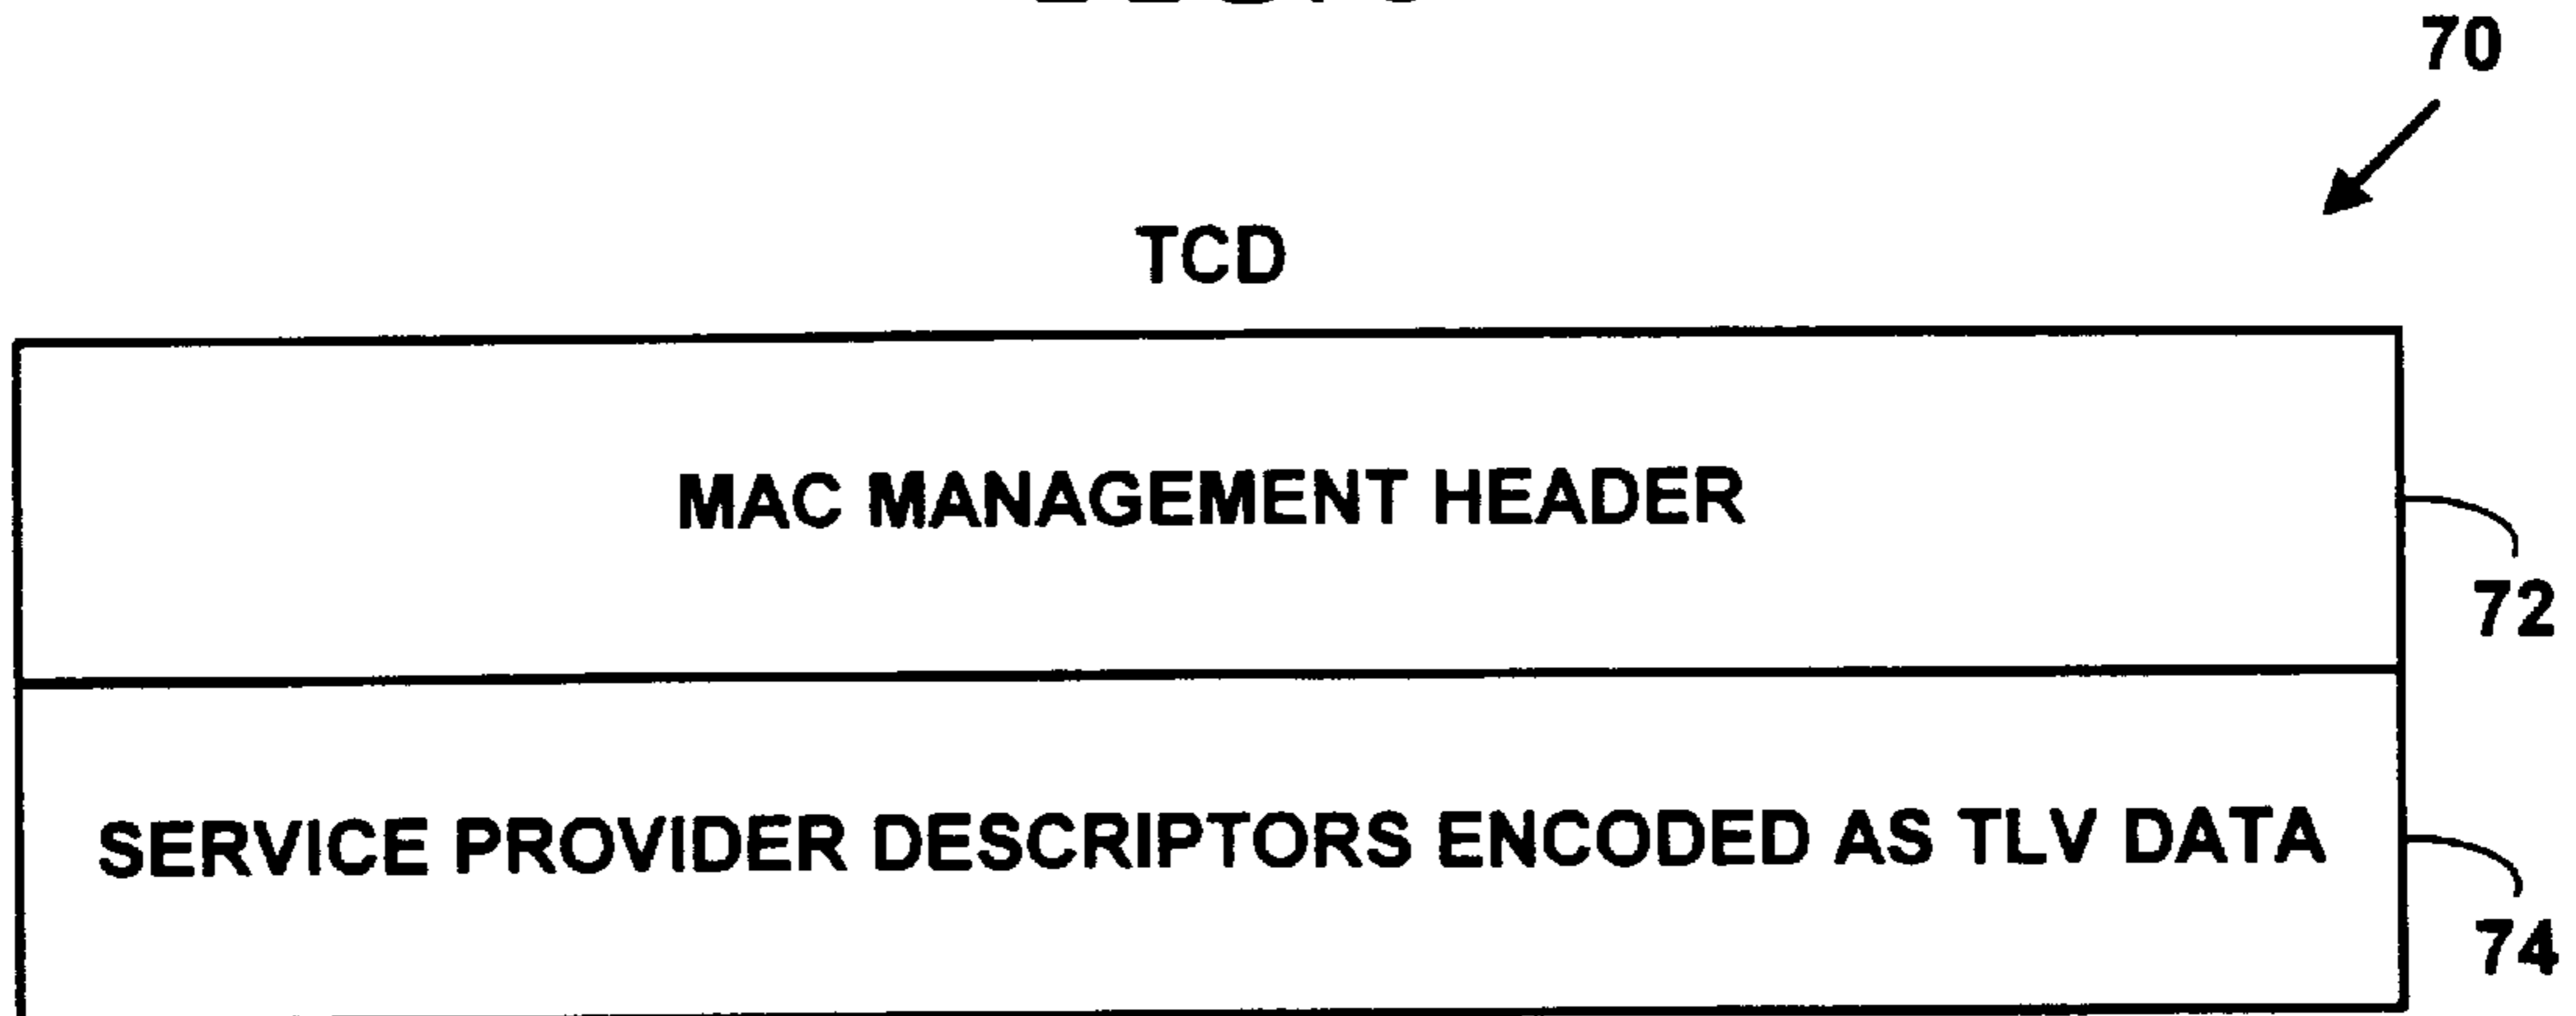 70
TCD
MAC MANAGEMENT HEADER
72
SERVICE PROVIDER DESCRIPTORS ENCODED AS TLV DATA
74